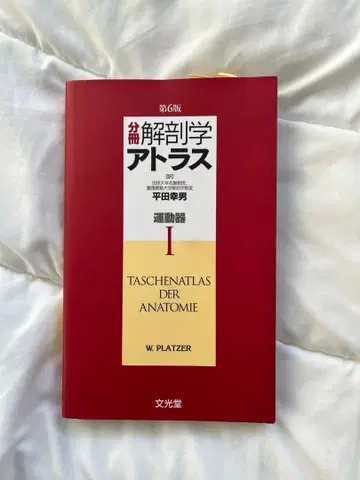 第6版
分冊 解剖学
アトラス
訳
平田幸男
運動器
I
TASCHENATLAS
DER
ANATOMIE
W. PLATZER
文光堂